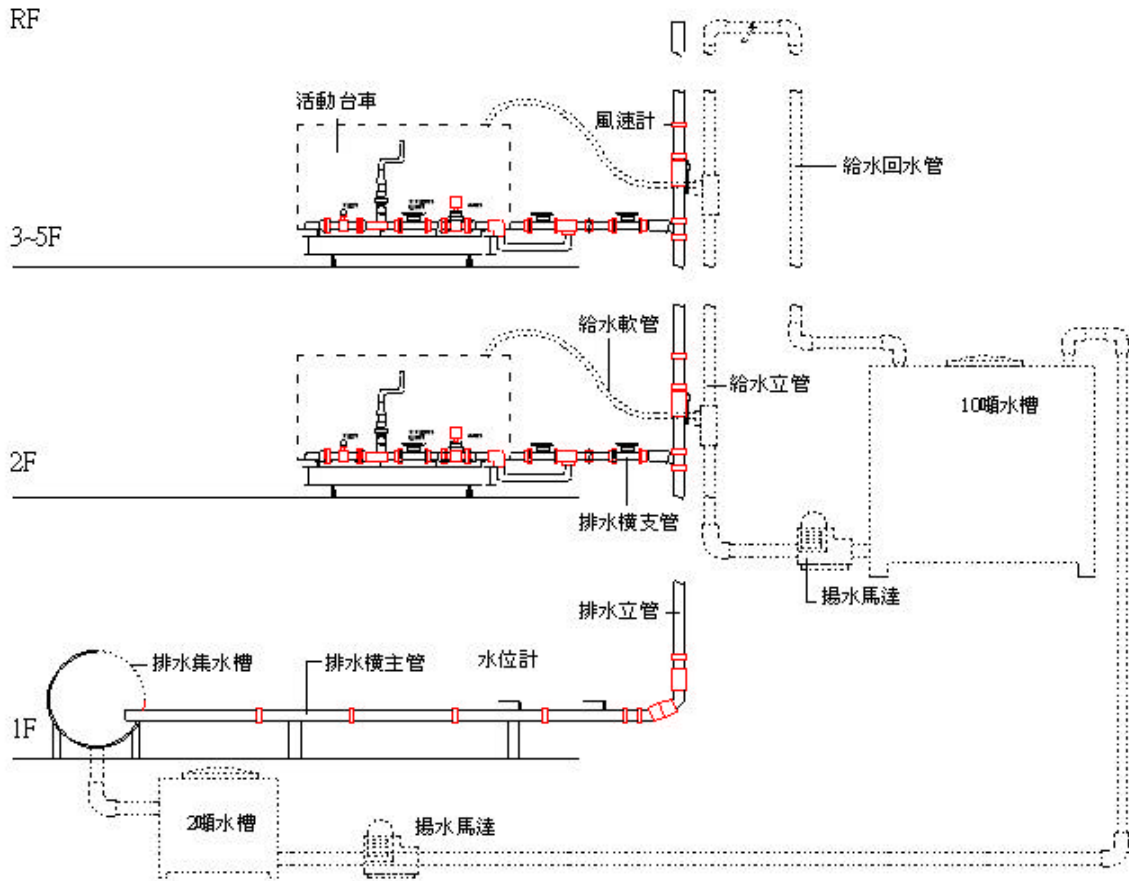 RF
活動台車
風速計
給水回水管
3~5F
給水軟管
給水立管
10噸水槽
2F
排水橫支管
揚水馬達
排水立管
排水集水槽
排水橫主管
水位計
1F
2噸水槽
揚水馬達